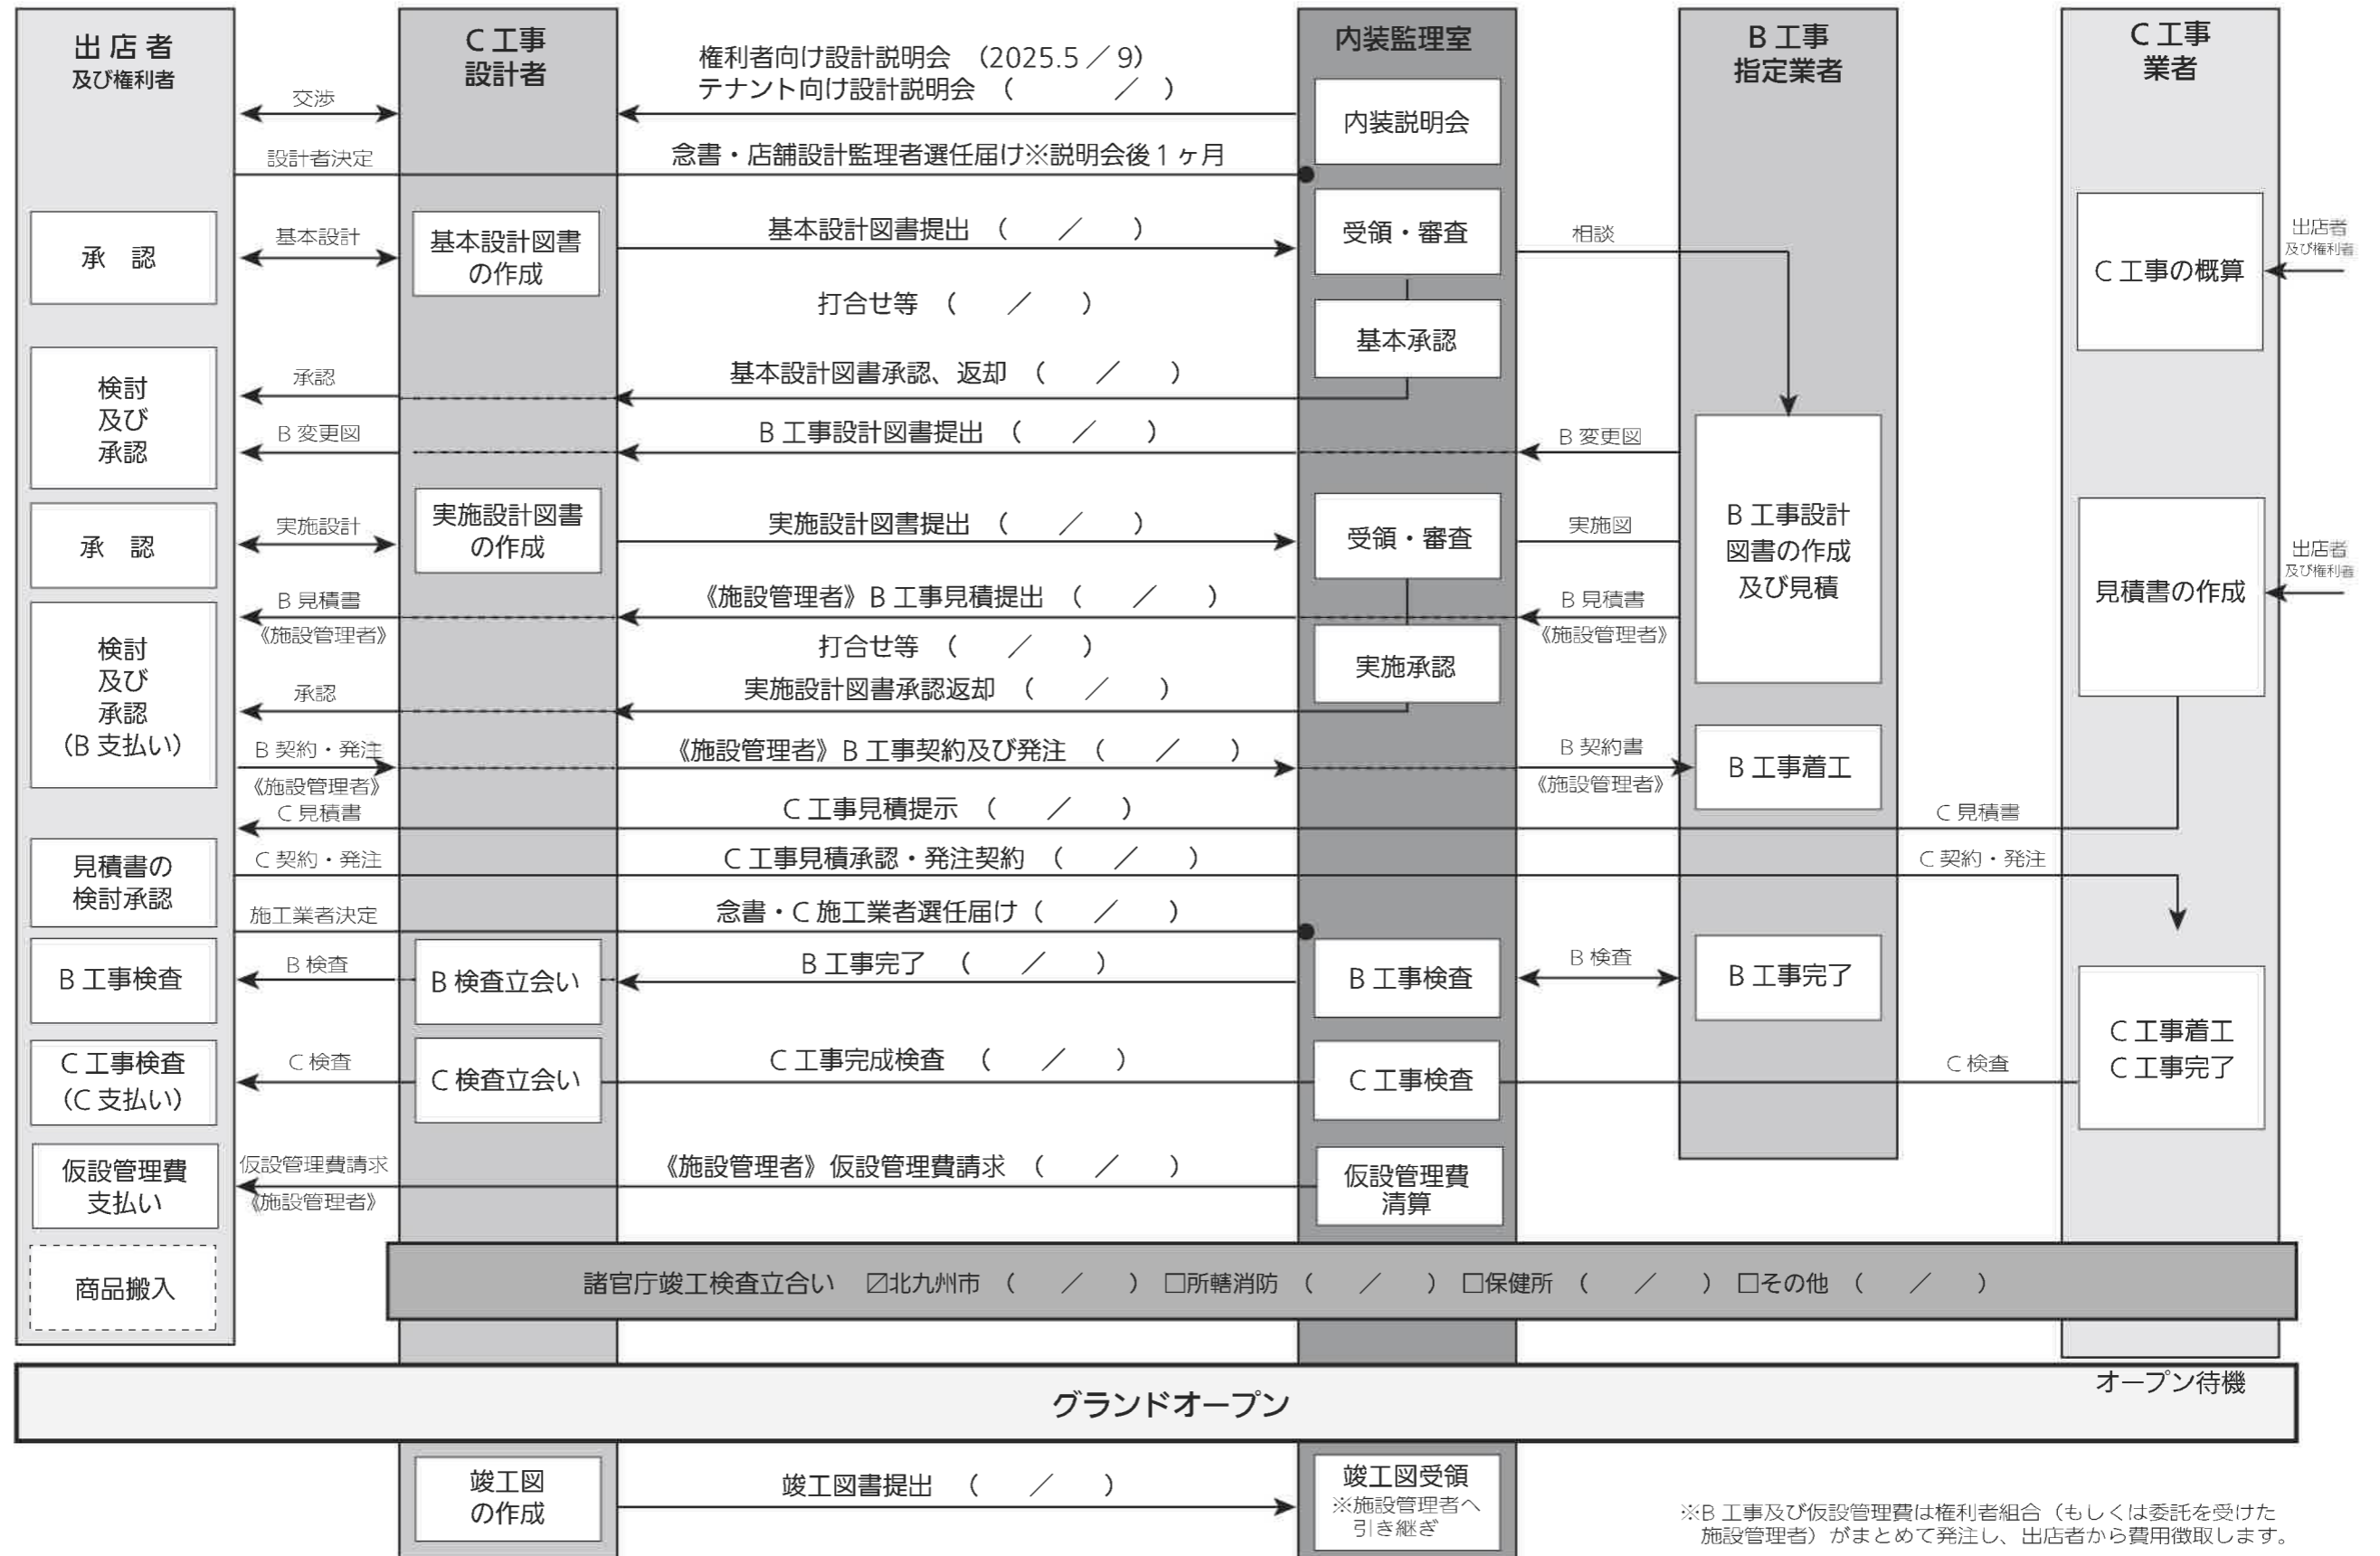 出店者
及び権利者
C工事
設計者
内装監理室
B工事
指定業者
C工事
業者
権利者向け設計説明会 （2025.5／9）
テナント向け設計説明会 （　　／　）
交渉
内装説明会
設計者決定
念書・店舗設計監理者選任届け※説明会後1ヶ月
承　認
基本設計
基本設計図書
の作成
基本設計図書提出 （　／　）
受領・審査
相談
C工事の概算
出店者
及び権利者
打合せ等 （　／　）
基本承認
検討
及び
承認
承認
基本設計図書承認、返却 （　／　）
B変更図
B工事設計図書提出 （　／　）
B変更図
B工事設計
図書の作成
及び見積
承　認
実施設計
実施設計図書
の作成
実施設計図書提出 （　／　）
受領・審査
実施図
見積書の作成
出店者
及び権利者
検討
及び
承認
（B支払い）
B見積書
《施設管理者》
《施設管理者》B工事見積提出 （　／　）
B見積書
《施設管理者》
打合せ等 （　／　）
実施承認
承認
実施設計図書承認返却 （　／　）
B契約・発注
《施設管理者》
《施設管理者》B工事契約及び発注 （　／　）
B契約書
《施設管理者》
B工事着工
C見積書
C工事見積提示 （　／　）
C見積書
見積書の
検討承認
C契約・発注
C工事見積承認・発注契約 （　／　）
C契約・発注
施工業者決定
念書・C施工業者選任届け（　／　）
B工事検査
B検査
B検査立会い
B工事完了 （　／　）
B工事検査
B検査
B工事完了
C工事着工
C工事完了
C工事検査
（C支払い）
C検査
C検査立会い
C工事完成検査 （　／　）
C工事検査
C検査
仮設管理費
支払い
仮設管理費請求
《施設管理者》
《施設管理者》仮設管理費請求 （　／　）
仮設管理費
清算
商品搬入
諸官庁竣工検査立合い　☑北九州市 （　／　） □所轄消防 （　／　） □保健所 （　／　） □その他 （　／　）
オープン待機
グランドオープン
竣工図
の作成
竣工図書提出 （　／　）
竣工図受領
※施設管理者へ
引き継ぎ
※B工事及び仮設管理費は権利者組合（もしくは委託を受けた
施設管理者）がまとめて発注し、出店者から費用徴取します。